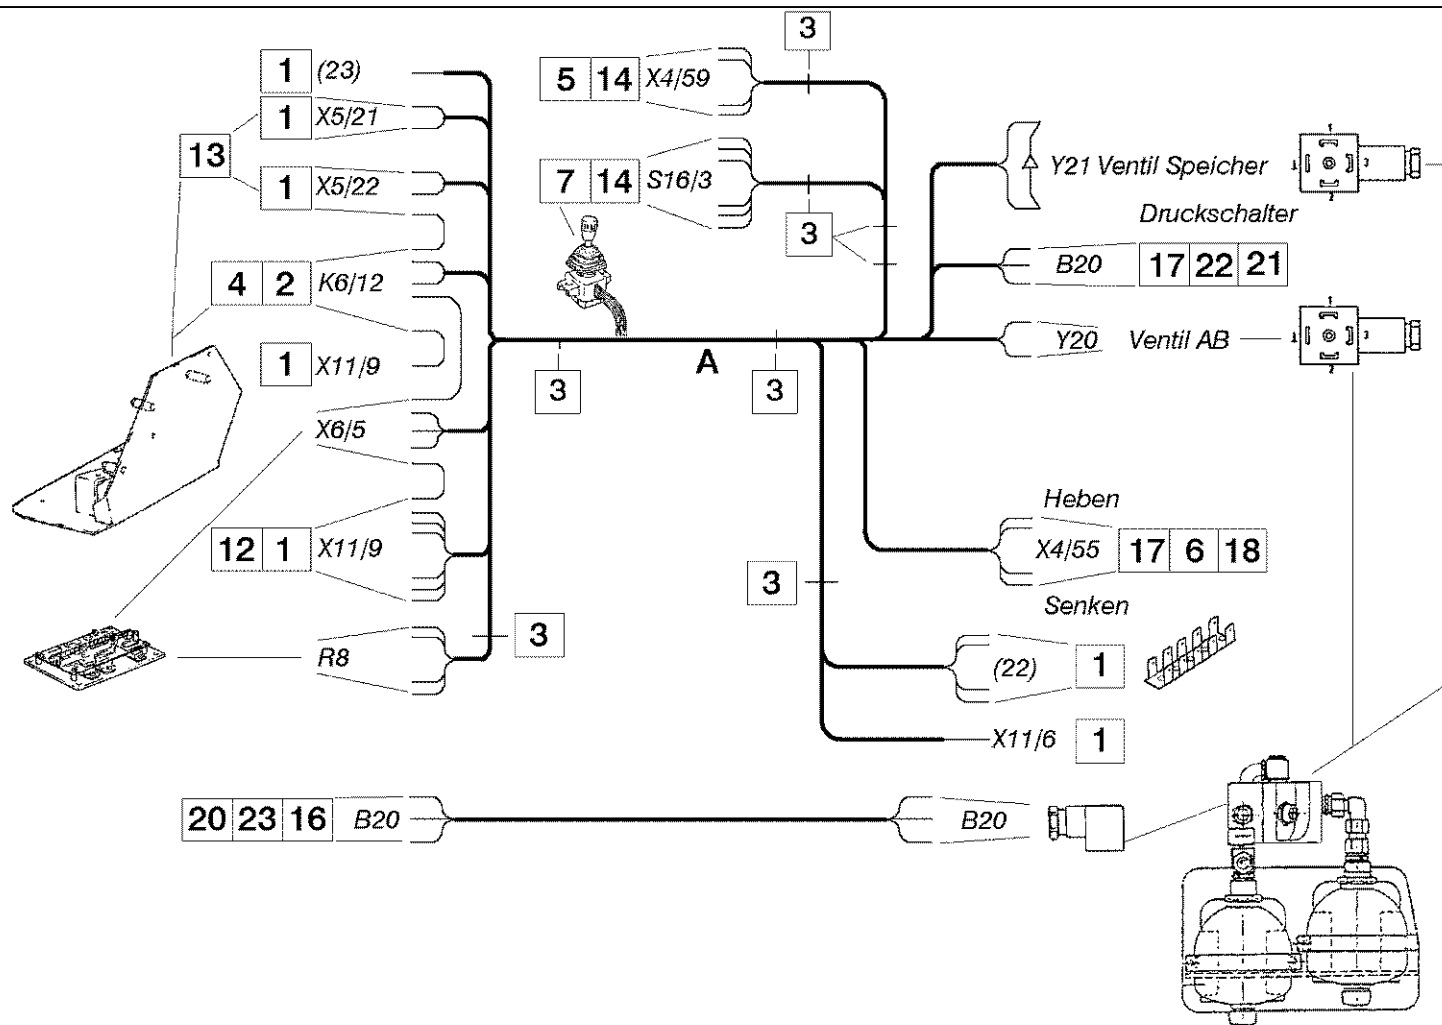 3
1 (23)
5 14 X4/59
1 X5/21
13
7 14 S16/3
Y21 Ventil Speicher
1 X5/22
Druckschalter
3
B20 17 22 21
4 2 K6/12
Y20 Ventil AB
A
1 X11/9
3
3
X6/5
Heben
12 1 X11/9
X4/55 17 6 18
3
Senken
3
R8
(22) 1
X11/6 1
20 23 16 B20
B20